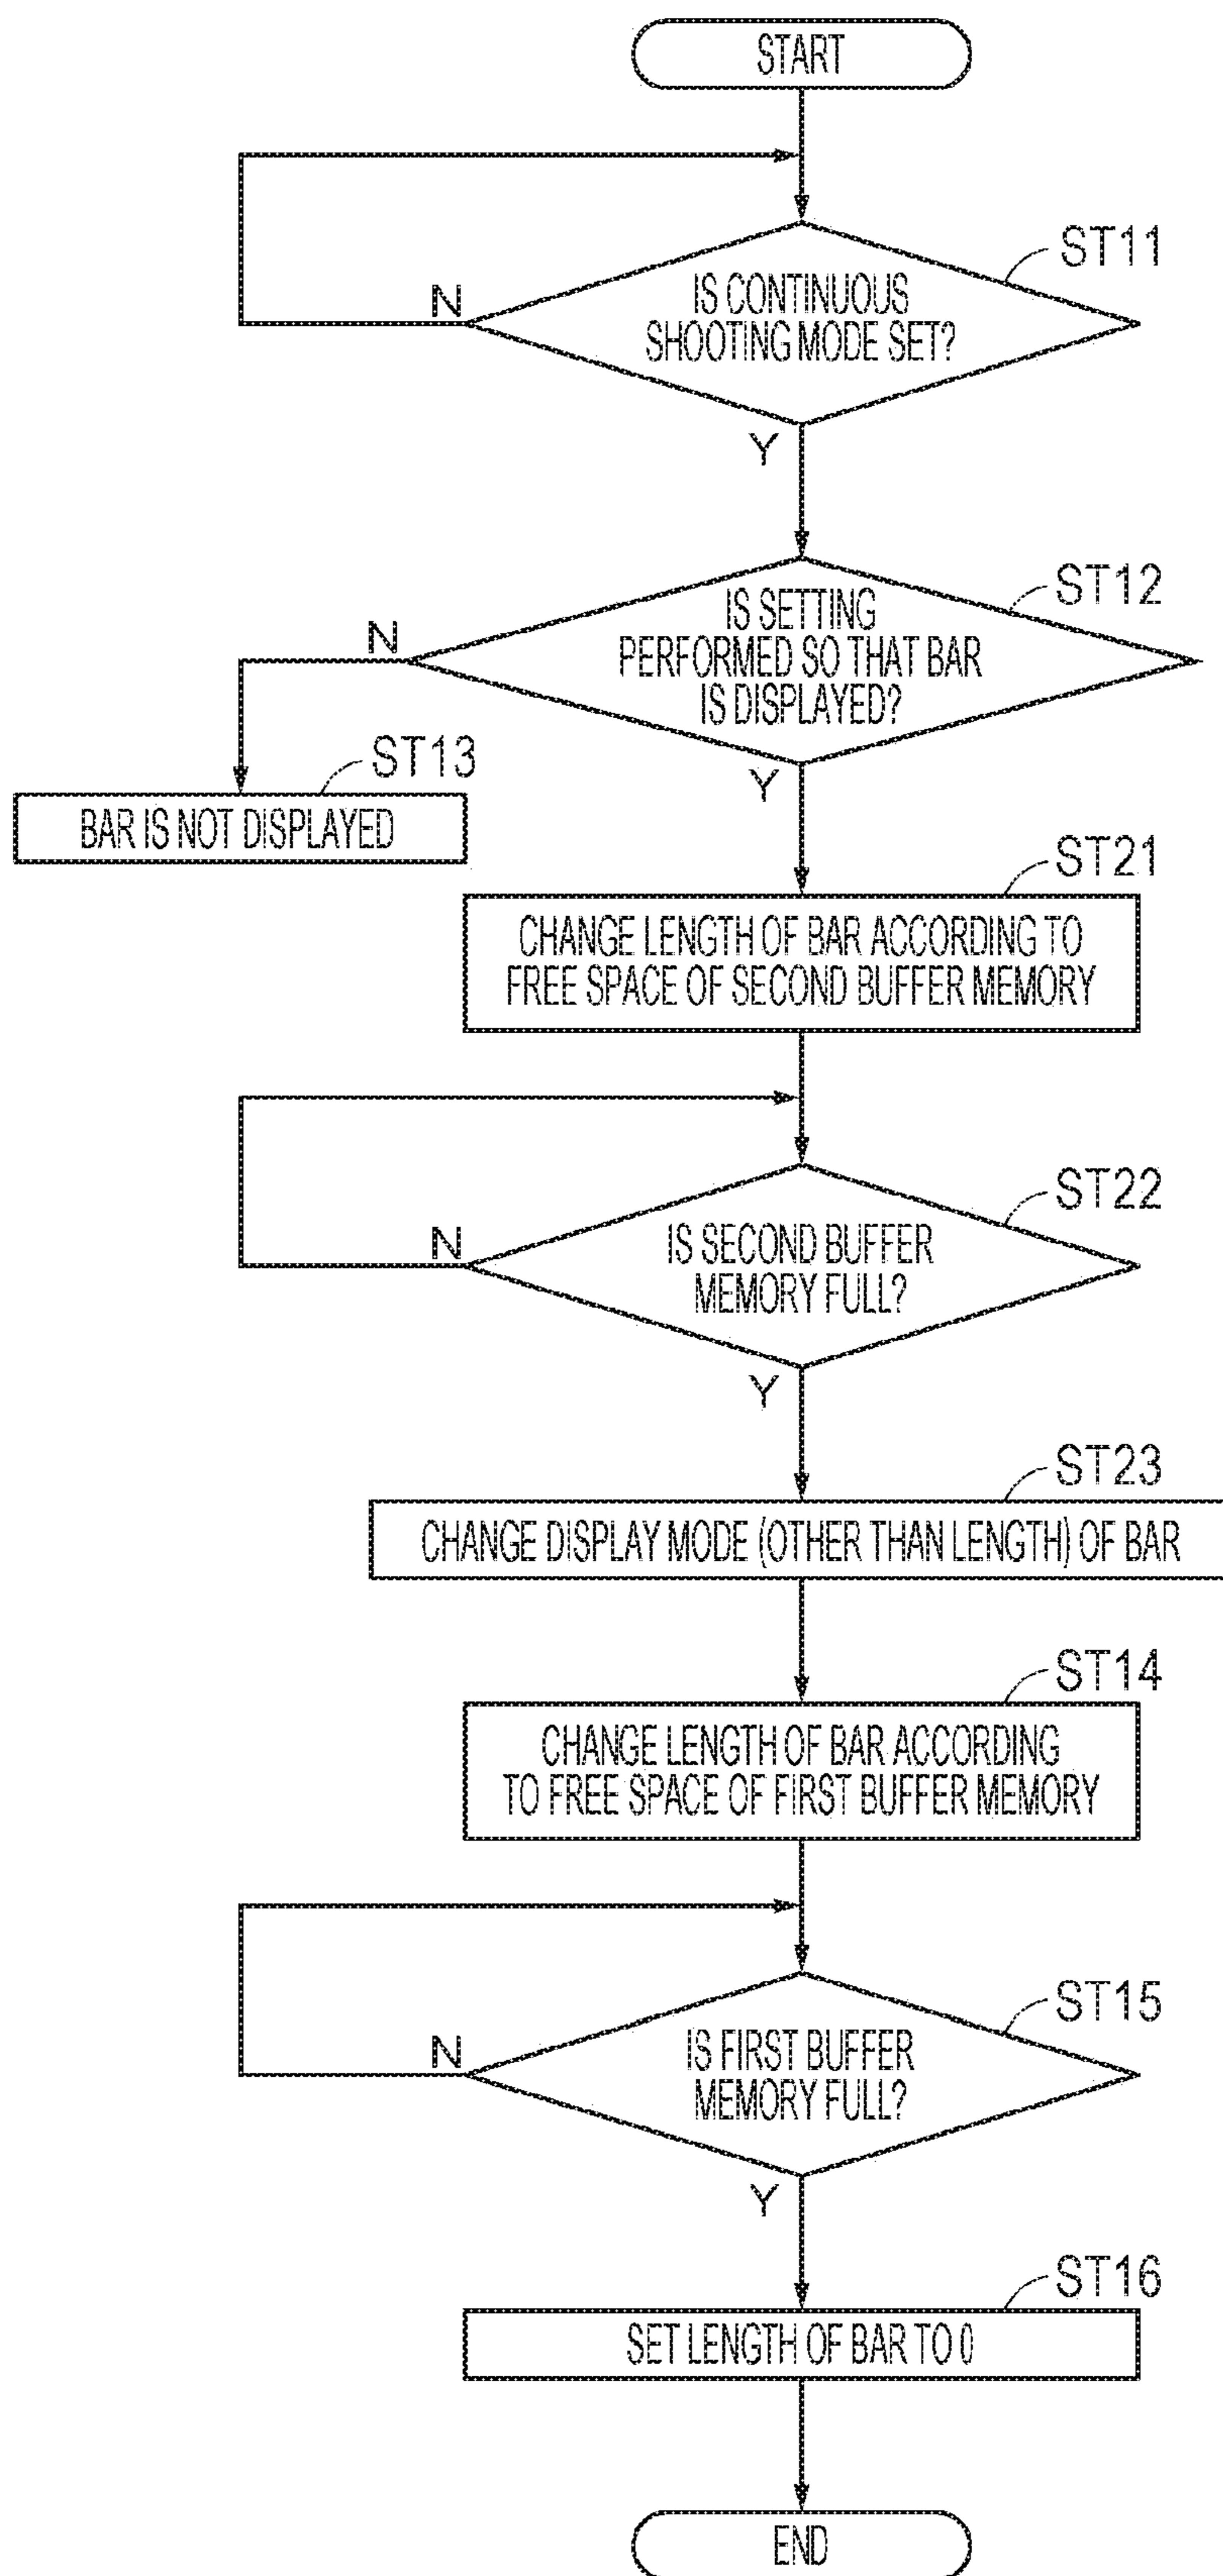 START
ST11
IS CONTINUOUS
SHOOTING MODE SET?
N
Y
ST12
IS SETTING
PERFORMED SO THAT BAR
IS DISPLAYED?
N
Y
ST13
BAR IS NOT DISPLAYED
ST21
CHANGE LENGTH OF BAR ACCORDING TO
FREE SPACE OF SECOND BUFFER MEMORY
ST22
IS SECOND BUFFER
MEMORY FULL?
N
Y
ST23
CHANGE DISPLAY MODE (OTHER THAN LENGTH) OF BAR
ST14
CHANGE LENGTH OF BAR ACCORDING
TO FREE SPACE OF FIRST BUFFER MEMORY
ST15
IS FIRST BUFFER
MEMORY FULL?
N
Y
ST16
SET LENGTH OF BAR TO 0
END